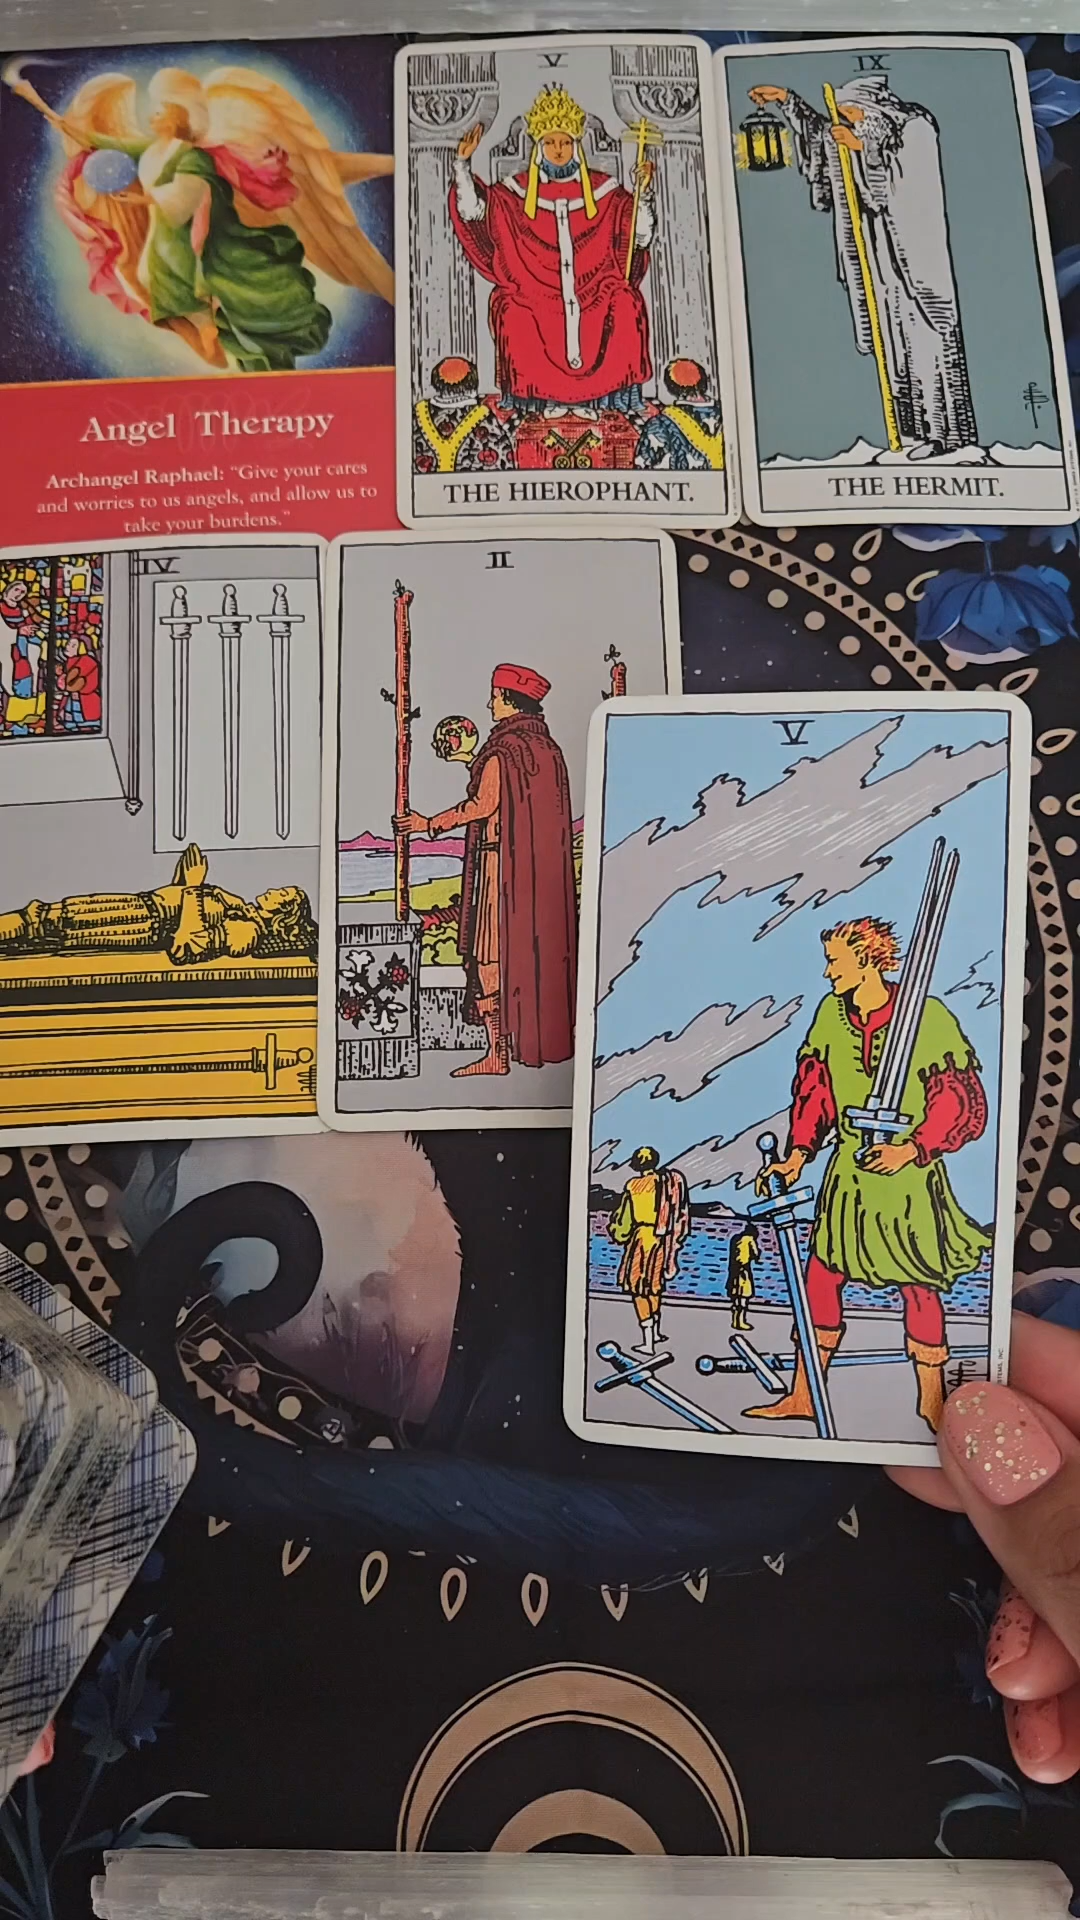 V
IX
Angel Therapy
Archangel Raphael: "Give your cares
and worries to us angels, and allow us to
take your burdens."
THE HIEROPHANT.
THE HERMIT.
IV
II
V